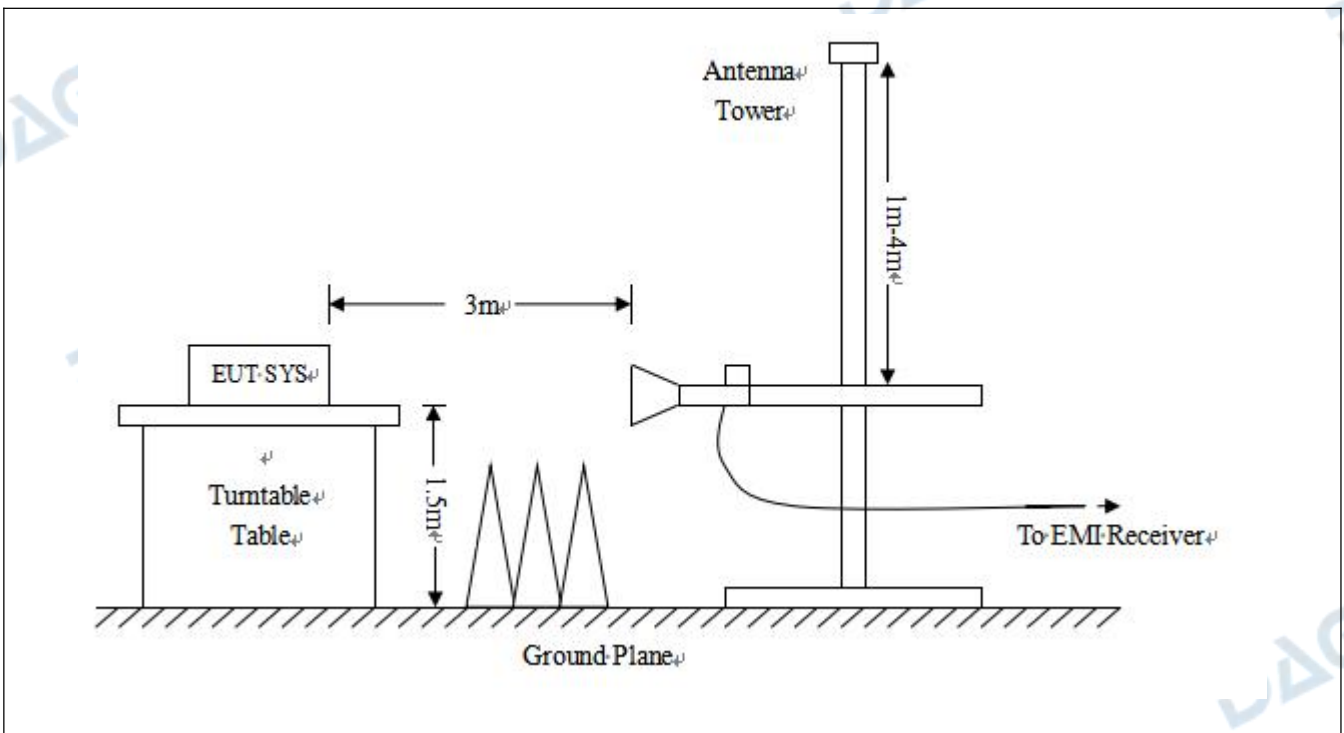 Antenna↵
Tower↵
1m-4m↵
3m↵
EUT·SYS↵
1.5m↵
↵
Turntable↵
Table↵
To·EMI·Receiver↵
Ground·Plane↵